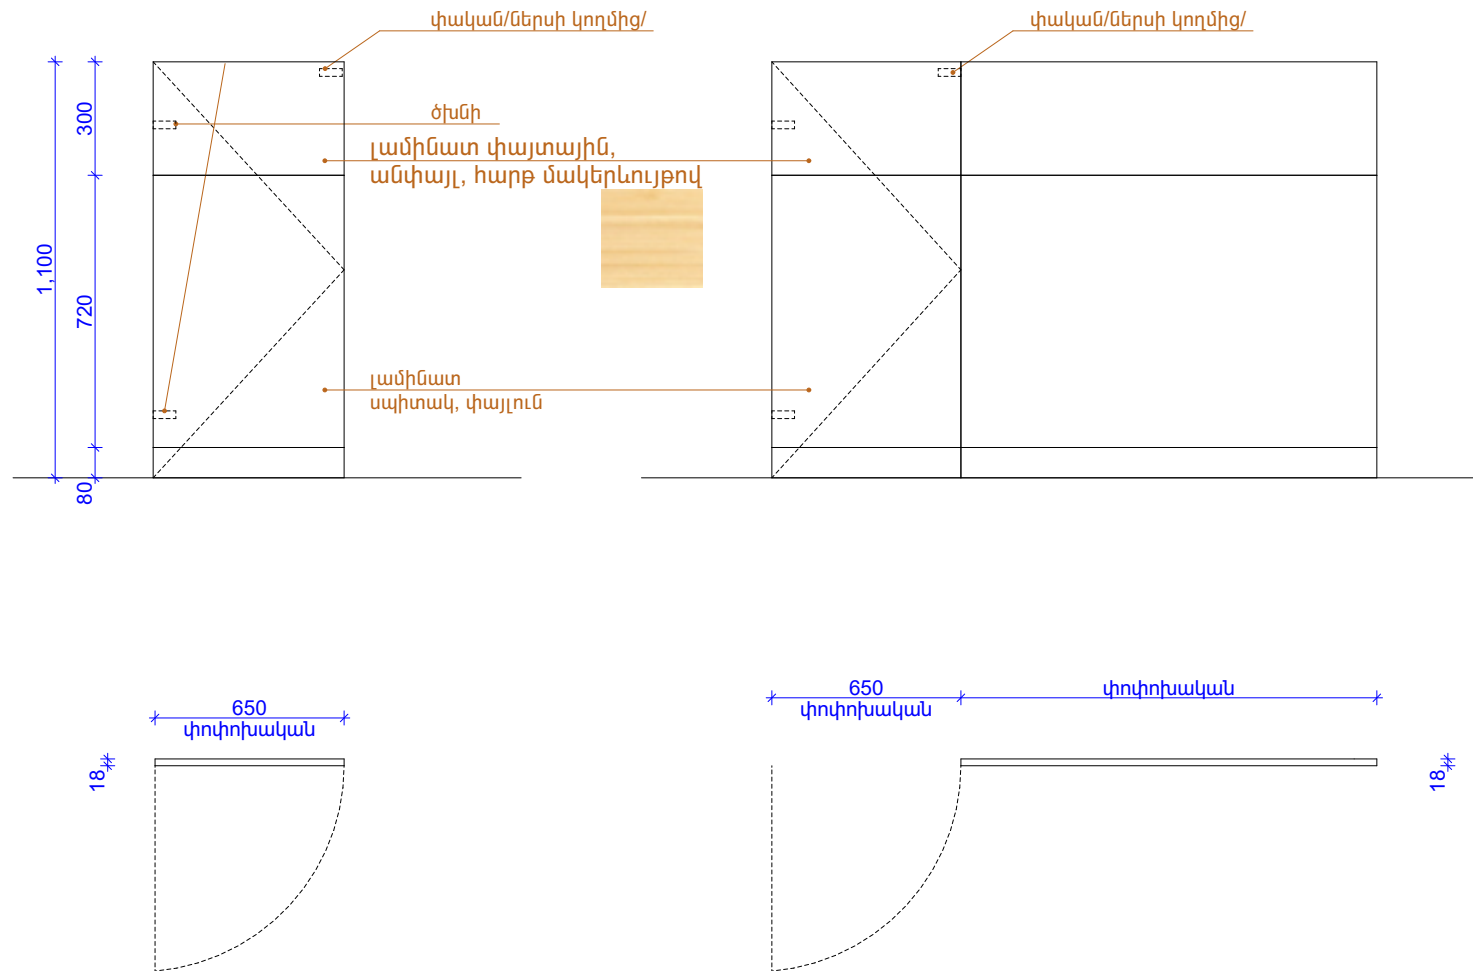 փական/ներսի կողմից/
փական/ներսի կողմից/
300
ծխնի
լամինատ փայտային,
անփայլ, հարթ մակերևույթով
1,100
720
լամինատ
սպիտակ, փայլուն
80
650
փոփոխական
650
փոփոխական
փոփոխական
18
18